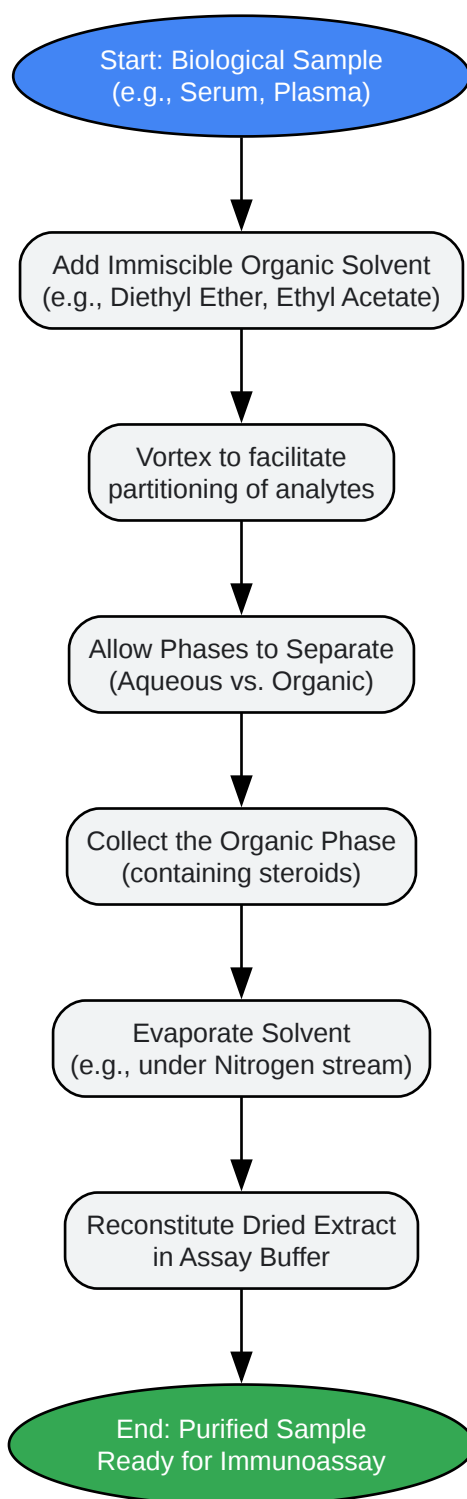 Start: Biological Sample
(e.g., Serum, Plasma)
Add Immiscible Organic Solvent
(e.g., Diethyl Ether, Ethyl Acetate)
Vortex to facilitate
partitioning of analytes
Allow Phases to Separate
(Aqueous vs. Organic)
Collect the Organic Phase
(containing steroids)
Evaporate Solvent
(e.g., under Nitrogen stream)
Reconstitute Dried Extract
in Assay Buffer
End: Purified Sample
Ready for Immunoassay